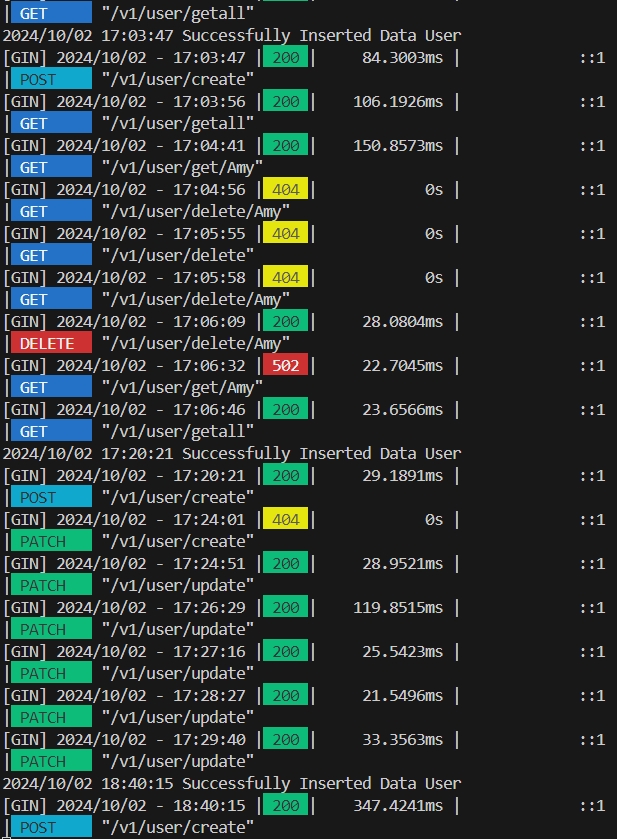 | GET "/v1/user/getall"
2024/10/02 17:03:47 Successfully Inserted Data User
[GIN] 2024/10/02 - 17:03:47 | 200 | 84.3003ms | ::1
| POST "/v1/user/create"
[GIN] 2024/10/02 - 17:03:56 | 200 | 106.1926ms | ::1
| GET "/v1/user/getall"
[GIN] 2024/10/02 - 17:04:41 | 200 | 150.8573ms | ::1
| GET "/v1/user/get/Amy"
[GIN] 2024/10/02 - 17:04:56 | 404 | 0s | ::1
| GET "/v1/user/delete/Amy"
[GIN] 2024/10/02 - 17:05:55 | 404 | 0s | ::1
| GET "/v1/user/delete"
[GIN] 2024/10/02 - 17:05:58 | 404 | 0s | ::1
| GET "/v1/user/delete/Amy"
[GIN] 2024/10/02 - 17:06:09 | 200 | 28.0804ms | ::1
| DELETE "/v1/user/delete/Amy"
[GIN] 2024/10/02 - 17:06:32 | 502 | 22.7045ms | ::1
| GET "/v1/user/get/Amy"
[GIN] 2024/10/02 - 17:06:46 | 200 | 23.6566ms | ::1
| GET "/v1/user/getall"
2024/10/02 17:20:21 Successfully Inserted Data User
[GIN] 2024/10/02 - 17:20:21 | 200 | 29.1891ms | ::1
| POST "/v1/user/create"
[GIN] 2024/10/02 - 17:24:01 | 404 | 0s | ::1
| PATCH "/v1/user/create"
[GIN] 2024/10/02 - 17:24:51 | 200 | 28.9521ms | ::1
| PATCH "/v1/user/update"
[GIN] 2024/10/02 - 17:26:29 | 200 | 119.8515ms | ::1
| PATCH "/v1/user/update"
[GIN] 2024/10/02 - 17:27:16 | 200 | 25.5423ms | ::1
| PATCH "/v1/user/update"
[GIN] 2024/10/02 - 17:28:27 | 200 | 21.5496ms | ::1
| PATCH "/v1/user/update"
[GIN] 2024/10/02 - 17:29:40 | 200 | 33.3563ms | ::1
| PATCH "/v1/user/update"
2024/10/02 18:40:15 Successfully Inserted Data User
[GIN] 2024/10/02 - 18:40:15 | 200 | 347.4241ms | ::1
| POST "/v1/user/create"